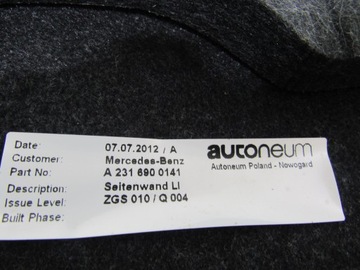 Date: 07.07.2012 / A
Customer: Mercedes-Benz
Part No: A 231 690 0141
Description: Seitenwand LI
Issue Level: ZGS 010 / Q 004
Built Phase:
autoneum
Autoneum Poland - Nowogard